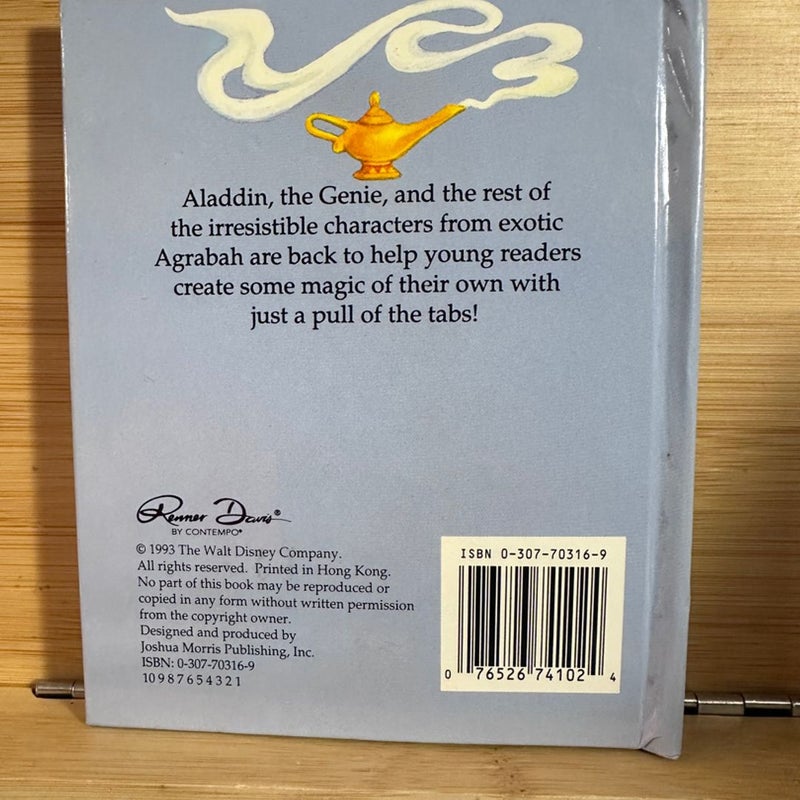 Aladdin, the Genie, and the rest of
the irresistible characters from exotic
Agrabah are back to help young readers
create some magic of their own with
just a pull of the tabs!
Renner Davis®
BY CONTEMPO®
© 1993 The Walt Disney Company.
All rights reserved. Printed in Hong Kong.
No part of this book may be reproduced or
copied in any form without written permission
from the copyright owner.
Designed and produced by
Joshua Morris Publishing, Inc.
ISBN: 0-307-70316-9
10 9 8 7 6 5 4 3 2 1
ISBN 0-307-70316-9
0 76526 74102 4